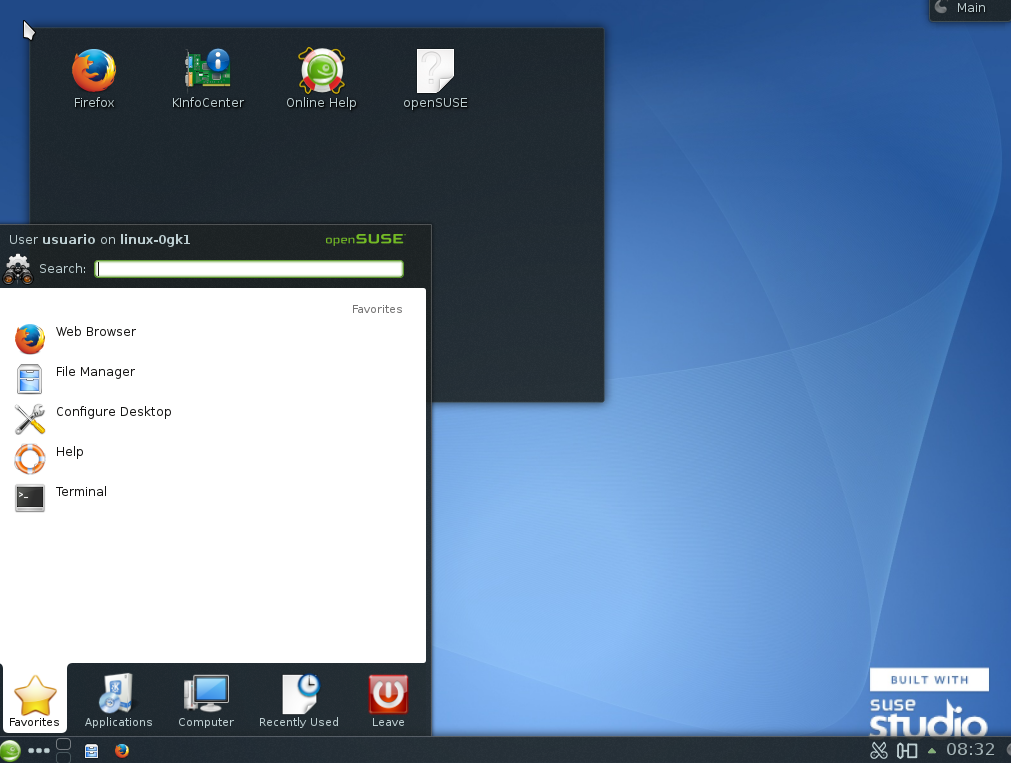 Main
Firefox
KInfoCenter
Online Help
openSUSE
User usuario on linux-0gk1
openSUSE
Search:
Favorites
Web Browser
File Manager
Configure Desktop
Help
Terminal
>_
Favorites
Applications
Computer
Recently Used
Leave
BUILT WITH
suse
studio
08:32